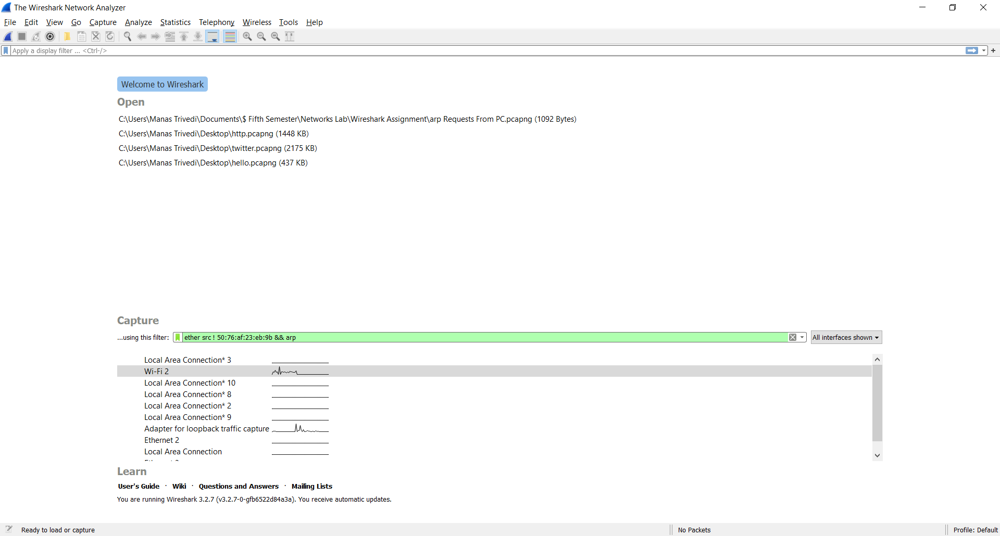 The Wireshark Network Analyzer
File Edit View Go Capture Analyze Statistics Telephony Wireless Tools Help
Apply a display filter ... <Ctrl-/>
Welcome to Wireshark
Open
C:\Users\Manas Trivedi\Documents\$ Fifth Semester\Networks Lab\Wireshark Assignment\arp Requests From PC.pcapng (1092 Bytes)
C:\Users\Manas Trivedi\Desktop\http.pcapng (1448 KB)
C:\Users\Manas Trivedi\Desktop\twitter.pcapng (2175 KB)
C:\Users\Manas Trivedi\Desktop\hello.pcapng (437 KB)
Capture
...using this filter: ether src ! 50:76:af:23:eb:9b && arp All interfaces shown
Local Area Connection* 3
Wi-Fi 2
Local Area Connection* 10
Local Area Connection* 8
Local Area Connection* 2
Local Area Connection* 9
Adapter for loopback traffic capture
Ethernet 2
Local Area Connection
Learn
User's Guide · Wiki · Questions and Answers · Mailing Lists
You are running Wireshark 3.2.7 (v3.2.7-0-gfb6522d84a3a). You receive automatic updates.
Ready to load or capture No Packets Profile: Default